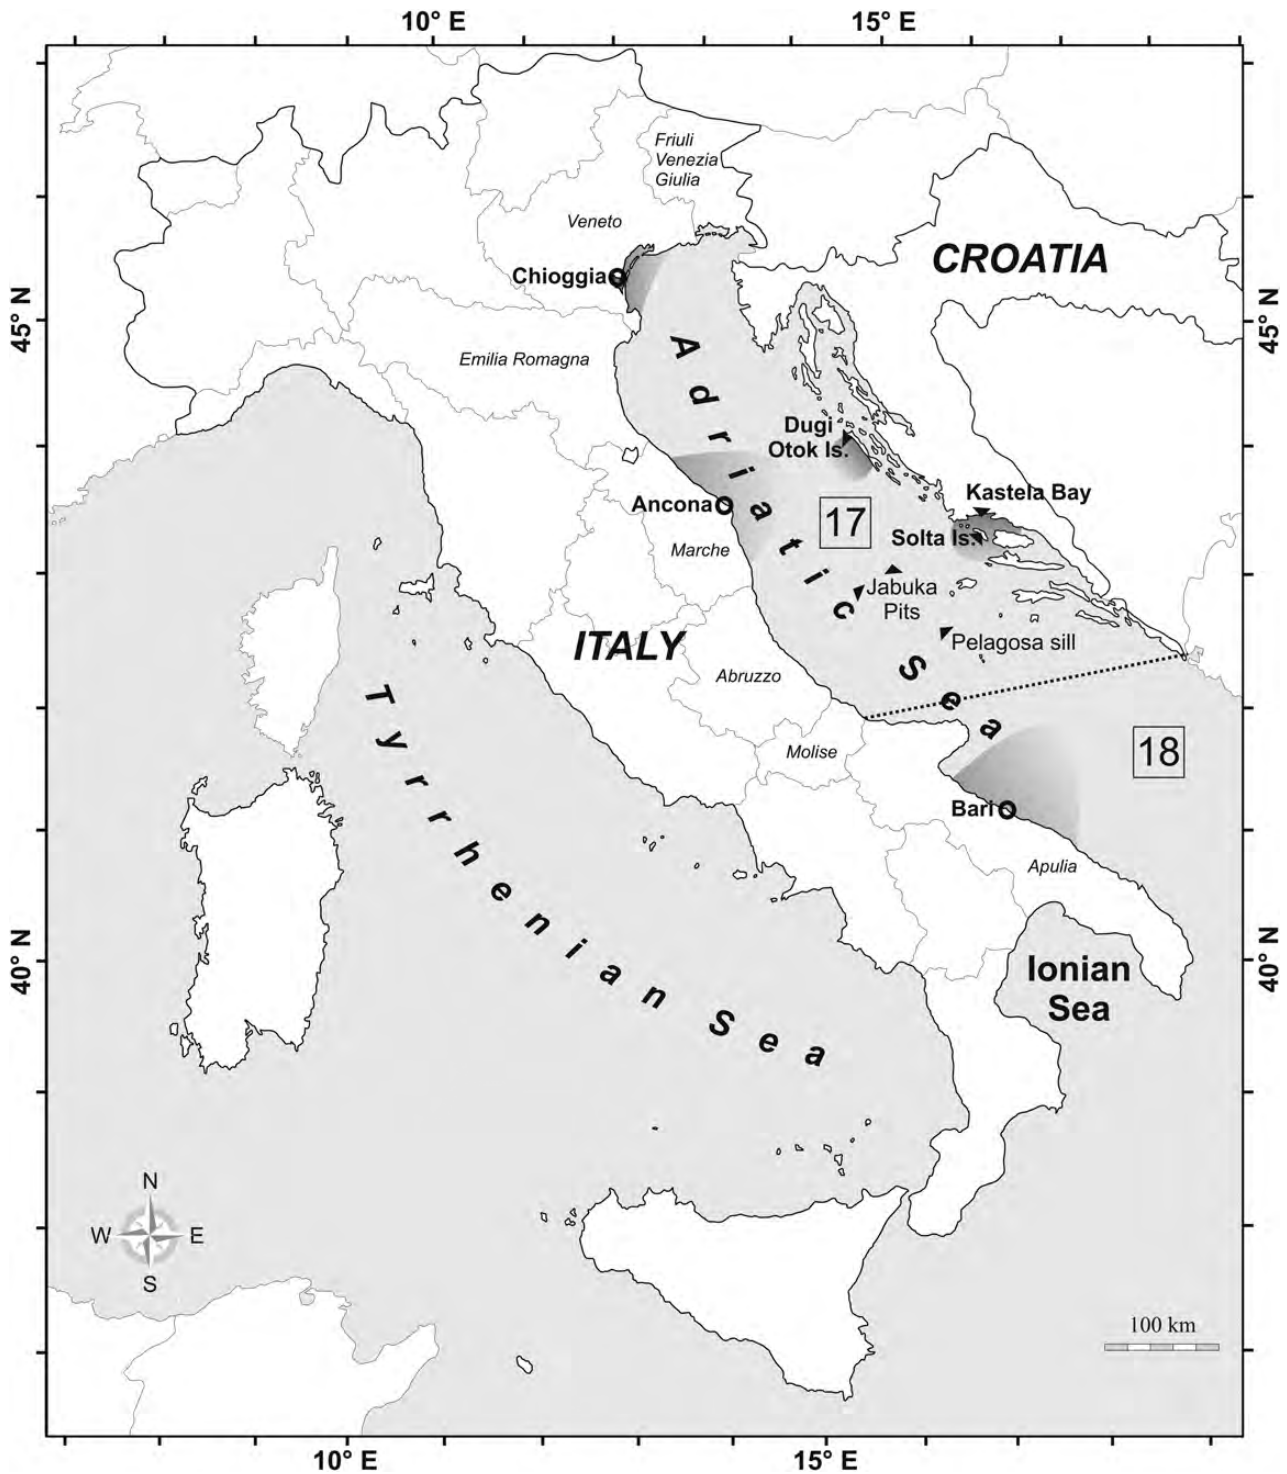 10° E
15° E
Friuli
Venezia
Giulia
Veneto
CROATIA
Chioggia
45° N
45° N
Emilia Romagna
Adriatic Sea
Dugi
Otok Is.
Kastela Bay
Ancona
17
Solta Is.
Marche
Jabuka
Pits
ITALY
Pelagosa sill
Abruzzo
Tyrrhenian Sea
Molise
18
Bari
Apulia
40° N
40° N
Ionian
Sea
N
W
E
S
100 km
10° E
15° E